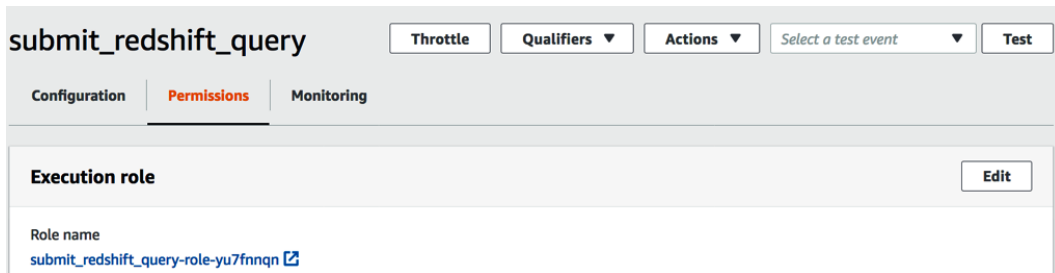 submit_redshift_query Throttle Qualifiers Actions Select a test event Test
Configuration Permissions Monitoring
Execution role Edit
Role name
submit_redshift_query-role-yu7fnnqn